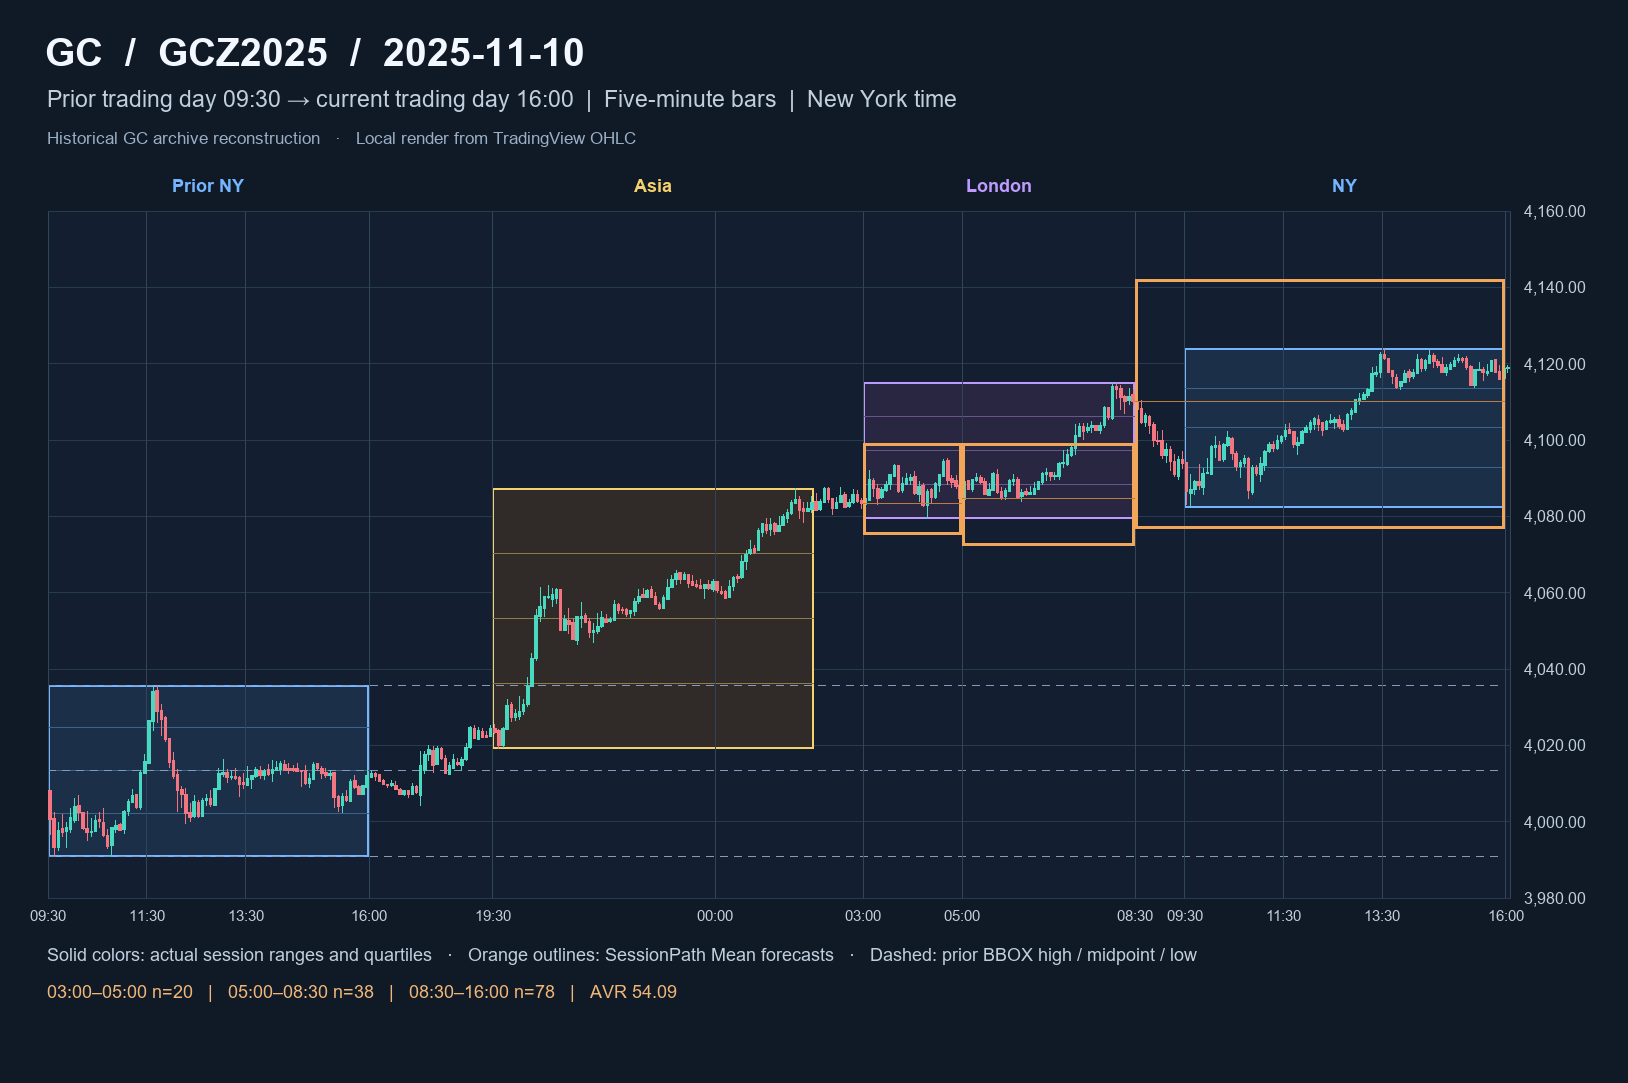 GC / GCZ2025 / 2025-11-10
Prior trading day 09:30 → current trading day 16:00 | Five-minute bars | New York time
Historical GC archive reconstruction · Local render from TradingView OHLC
Prior NY Asia London NY
4,160.00
4,140.00
4,120.00
4,100.00
4,080.00
4,060.00
4,040.00
4,020.00
4,000.00
3,980.00
09:30 11:30 13:30 16:00 19:30 00:00 03:00 05:00 08:30 09:30 11:30 13:30 16:00
Solid colors: actual session ranges and quartiles · Orange outlines: SessionPath Mean forecasts · Dashed: prior BBOX high / midpoint / low
03:00–05:00 n=20 | 05:00–08:30 n=38 | 08:30–16:00 n=78 | AVR 54.09